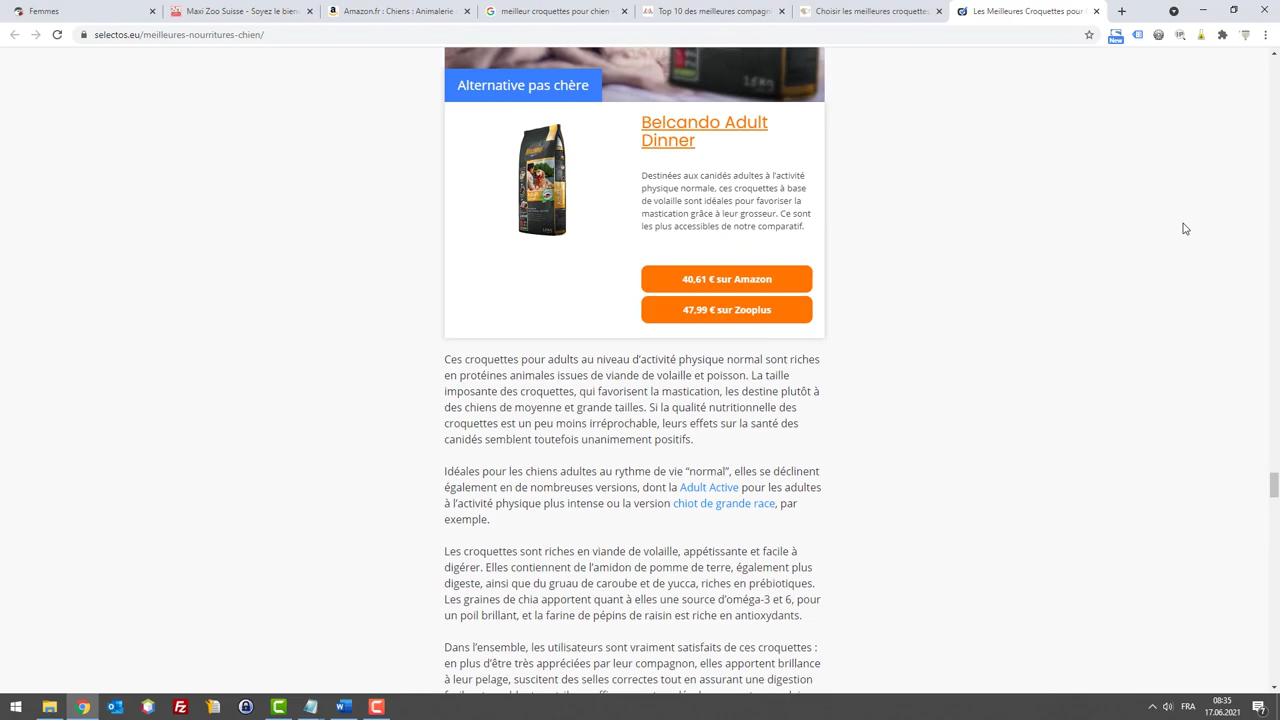 Femmes
Maxi Zoo Suisse - Soyez le bien
Amazon.fr : Chiens : Animalerie
meilleur croquettes pour chien
Top 10 des meilleures
Choisir les meilleures croquettes
Les Meilleures Croquettes pour
selectos.eu/meilleures-nourritures-chien/
New
Alternative pas chère
Belcando Adult
Dinner
Destinées aux canidés adultes à l'activité
physique normale, ces croquettes à base
de volaille sont idéales pour favoriser la
mastication grâce à leur grosseur. Ce sont
les plus accessibles de notre comparatif.
40,61 € sur Amazon
47,99 € sur Zooplus
Ces croquettes pour adults au niveau d'activité physique normal sont riches
en protéines animales issues de viande de volaille et poisson. La taille
imposante des croquettes, qui favorisent la mastication, les destine plutôt à
des chiens de moyenne et grande tailles. Si la qualité nutritionnelle des
croquettes est un peu moins irréprochable, leurs effets sur la santé des
canidés semblent toutefois unanimement positifs.
Idéales pour les chiens adultes au rythme de vie “normal”, elles se déclinent
également en de nombreuses versions, dont la Adult Active pour les adultes
à l'activité physique plus intense ou la version chiot de grande race, par
exemple.
Les croquettes sont riches en viande de volaille, appétissante et facile à
digérer. Elles contiennent de l'amidon de pomme de terre, également plus
digeste, ainsi que du gruau de caroube et de yucca, riches en prébiotiques.
Les graines de chia apportent quant à elles une source d'oméga-3 et 6, pour
un poil brillant, et la farine de pépins de raisin est riche en antioxydants.
Dans l'ensemble, les utilisateurs sont vraiment satisfaits de ces croquettes :
en plus d'être très appréciées par leur compagnon, elles apportent brillance
à leur pelage, suscitent des selles correctes tout en assurant une digestion
FRA
08:35
17.06.2021